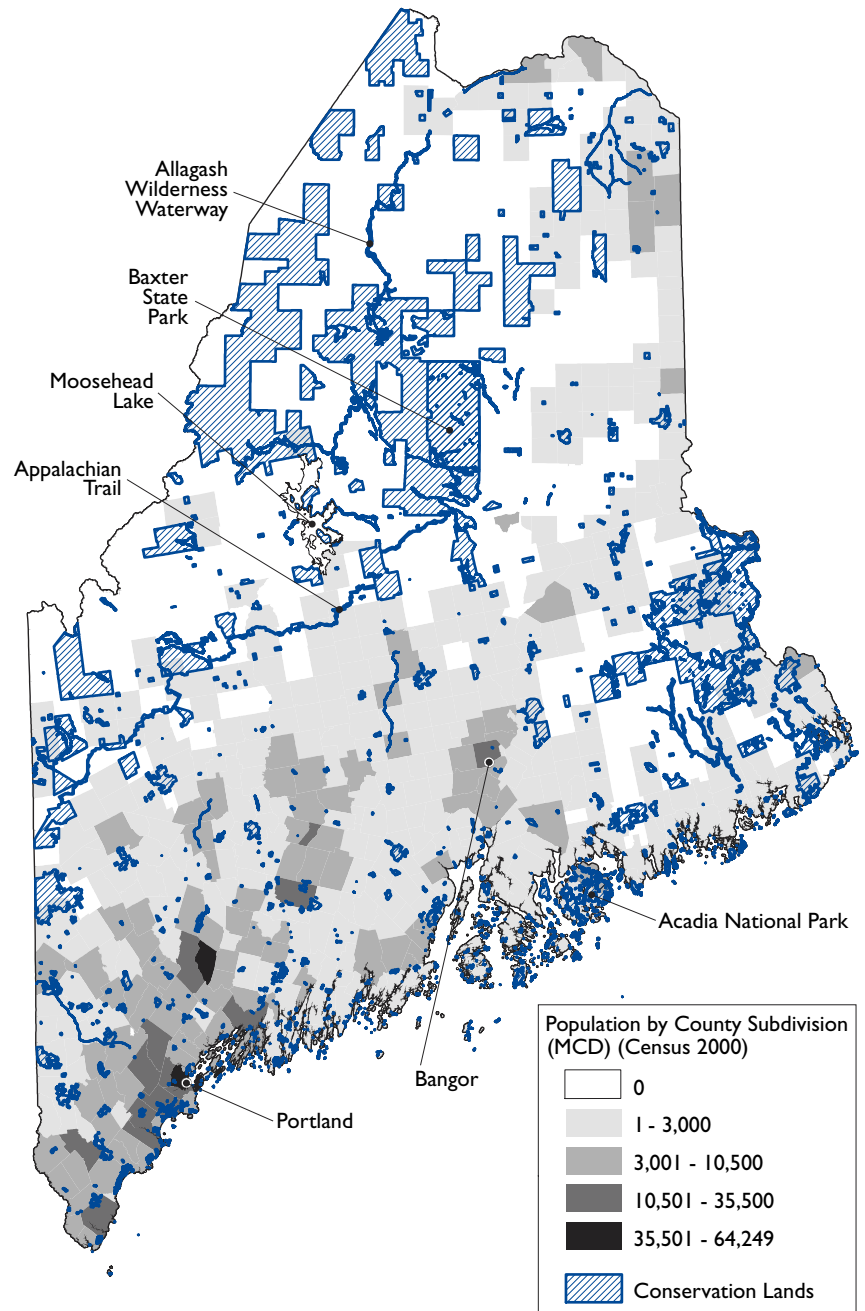 Allagash
Wilderness
Waterway
Baxter
State
Park
Moosehead
Lake
Appalachian
Trail
Acadia National Park
Bangor
Portland
Population by County Subdivision
(MCD) (Census 2000)
0
1 - 3,000
3,001 - 10,500
10,501 - 35,500
35,501 - 64,249
Conservation Lands